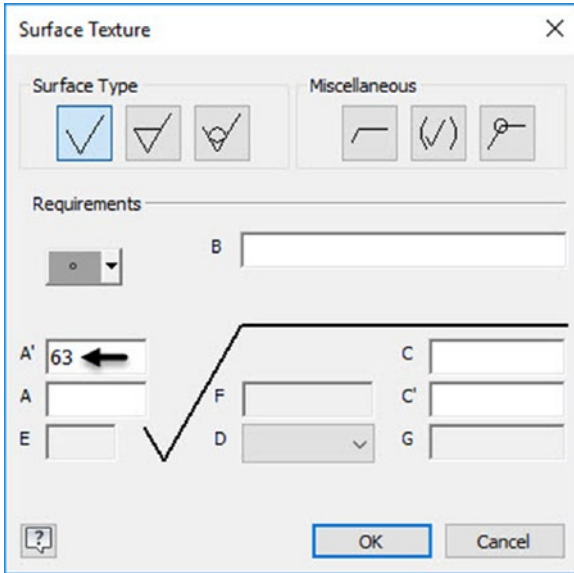 Surface Texture
Surface Type
Miscellaneous
Requirements
B
A' 63
C
A
F
C'
E
D
G
?
OK
Cancel